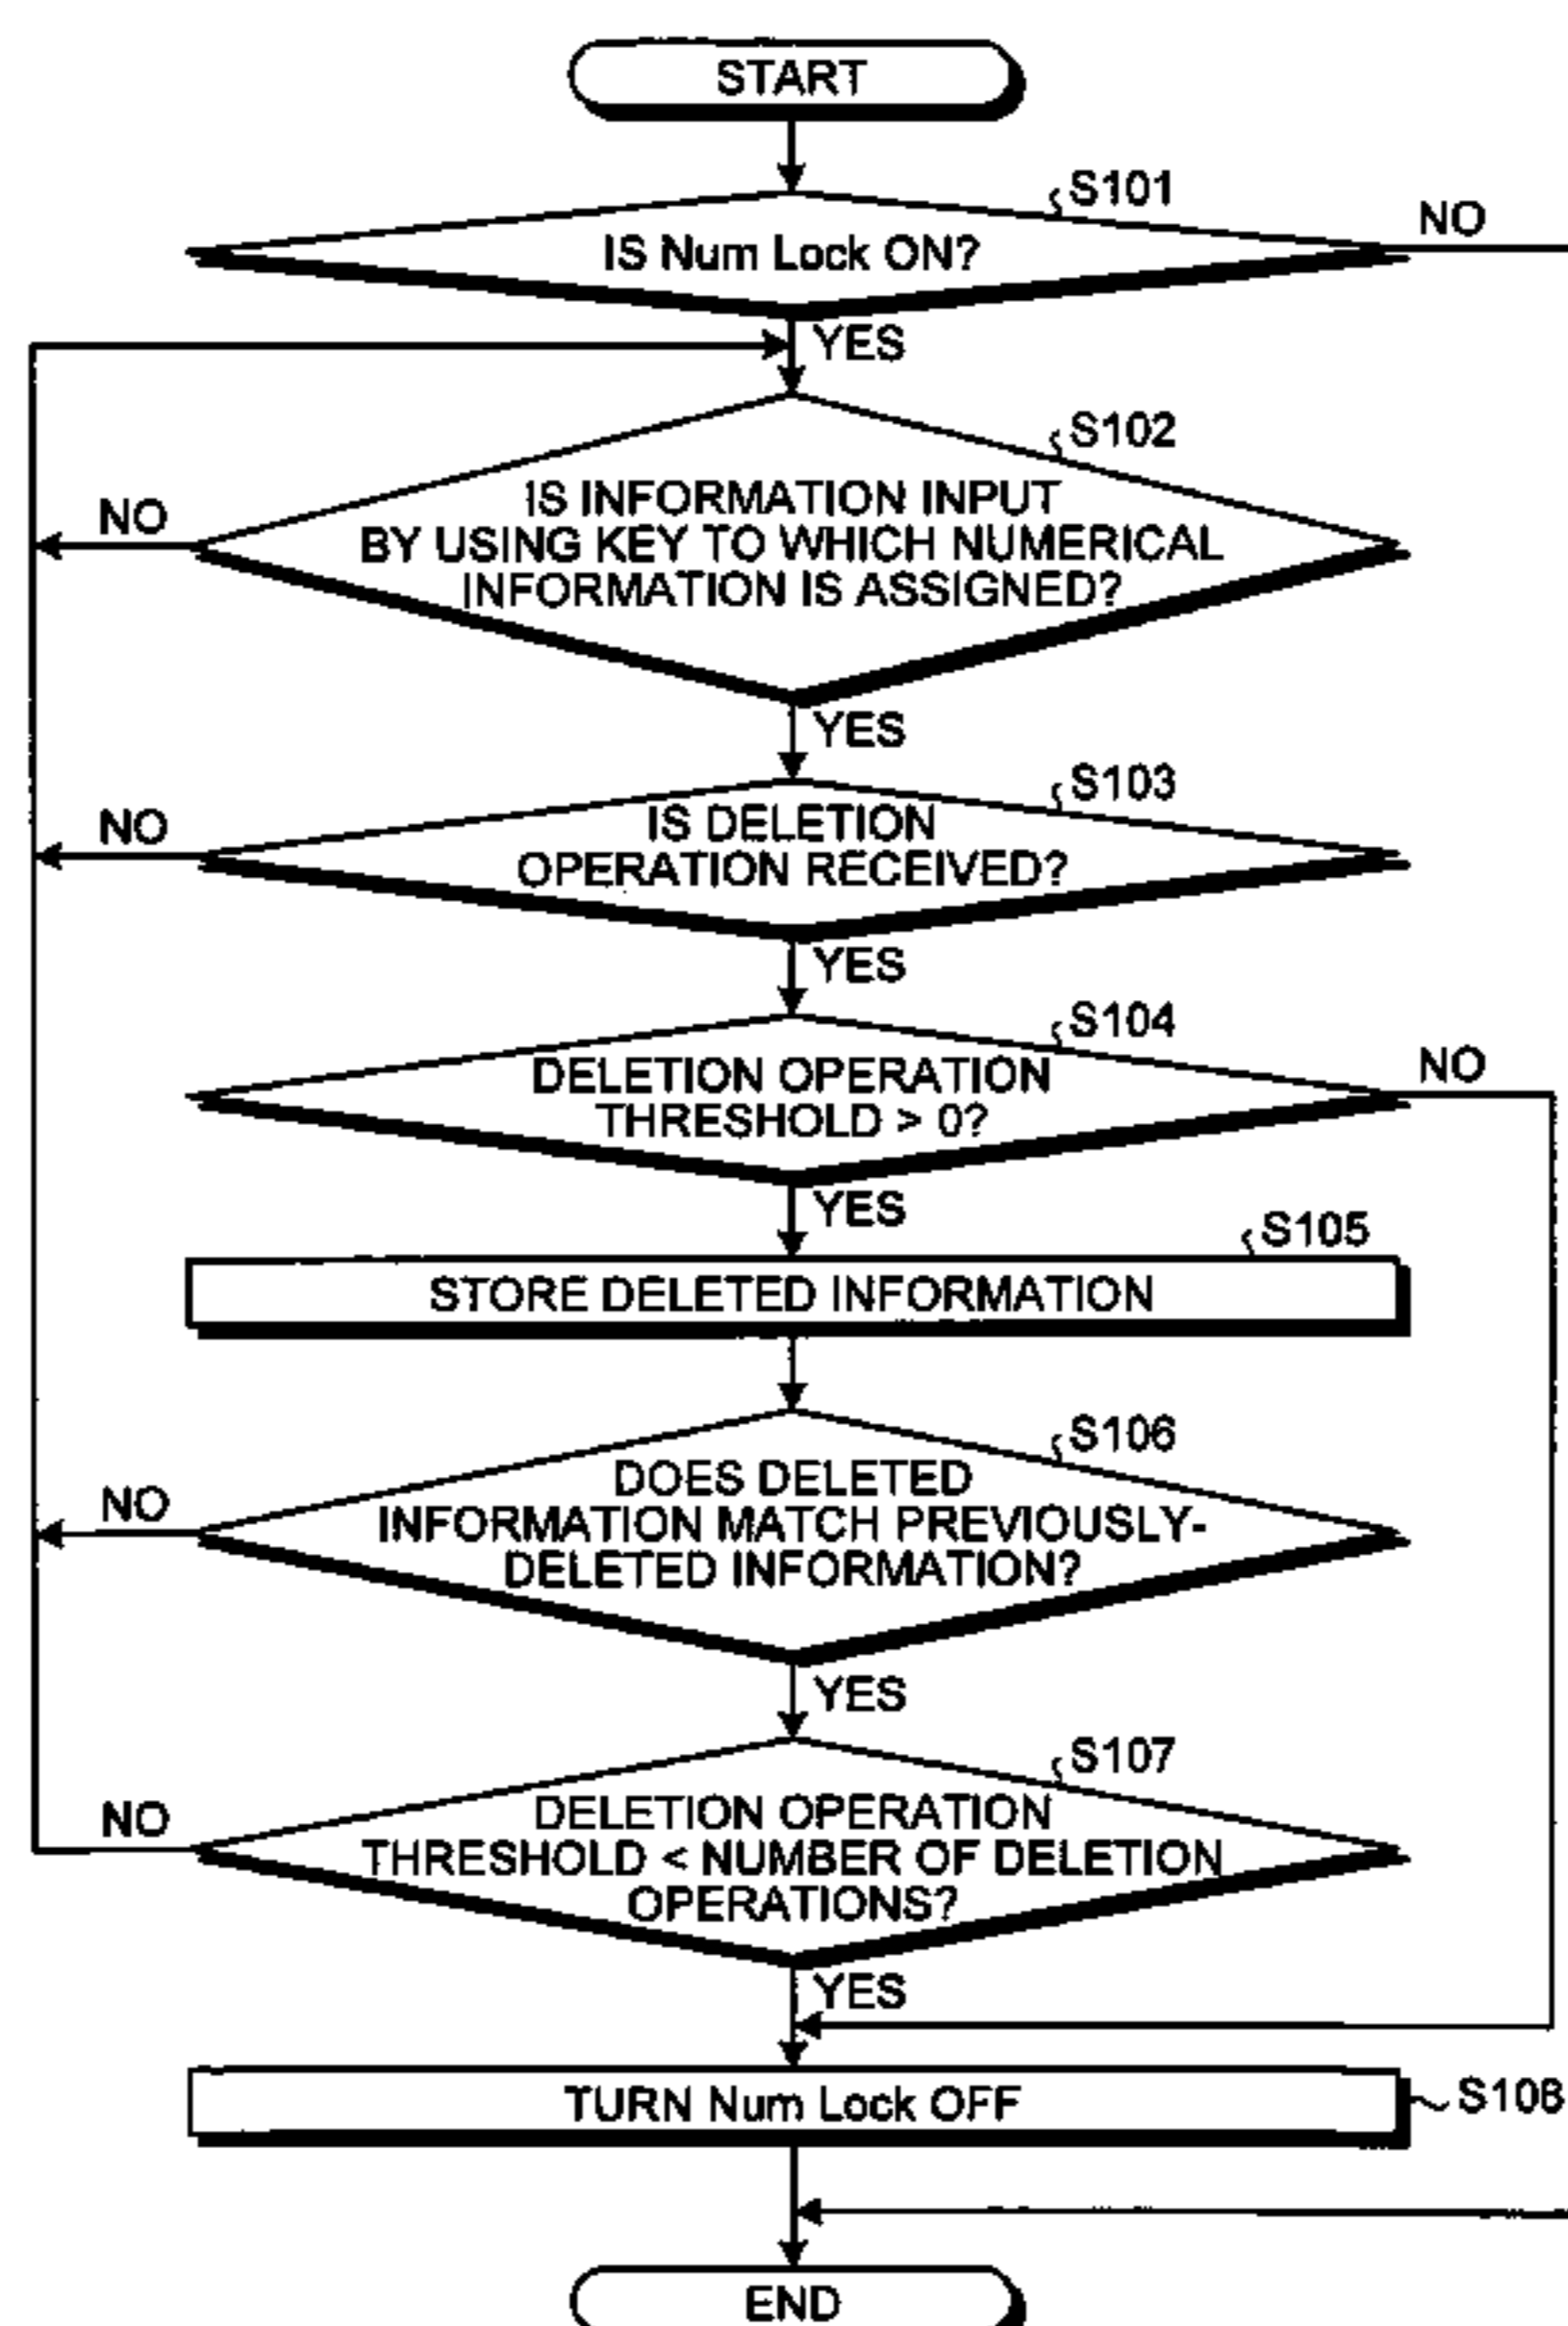 START
S101
NO
IS Num Lock ON?
YES
S102
IS INFORMATION INPUT
BY USING KEY TO WHICH NUMERICAL
INFORMATION IS ASSIGNED?
NO
YES
S103
IS DELETION
OPERATION RECEIVED?
NO
YES
S104
DELETION OPERATION
THRESHOLD > 0?
NO
YES
S105
STORE DELETED INFORMATION
S106
DOES DELETED
INFORMATION MATCH PREVIOUSLY-
DELETED INFORMATION?
NO
YES
S107
DELETION OPERATION
THRESHOLD < NUMBER OF DELETION
OPERATIONS?
NO
YES
TURN Num Lock OFF
S108
END